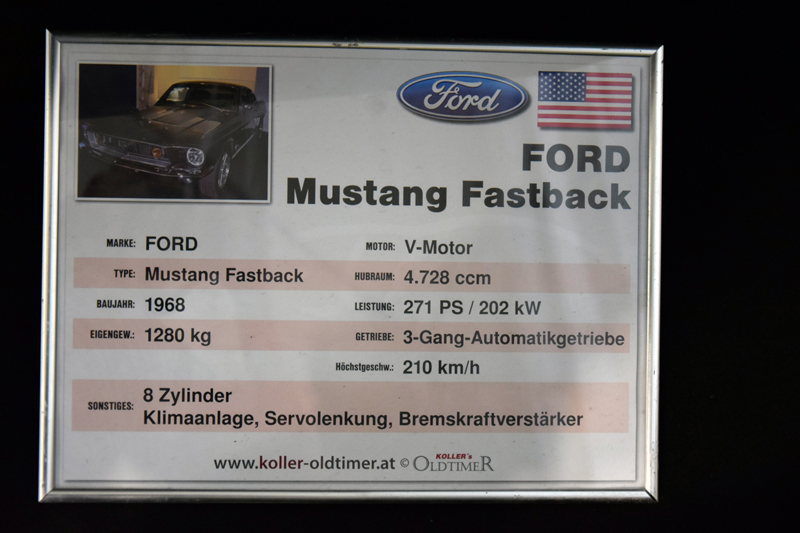 Ford
FORD
Mustang Fastback
MARKE: FORD
TYPE: Mustang Fastback
BAUJAHR: 1968
EIGENGEW.: 1280 kg
MOTOR: V-Motor
HUBRAUM: 4.728 ccm
LEISTUNG: 271 PS / 202 kW
GETRIEBE: 3-Gang-Automatikgetriebe
Höchstgeschw.: 210 km/h
SONSTIGES: 8 Zylinder
Klimaanlage, Servolenkung, Bremskraftverstärker
www.koller-oldtimer.at © KOLLER's OLDTIMER